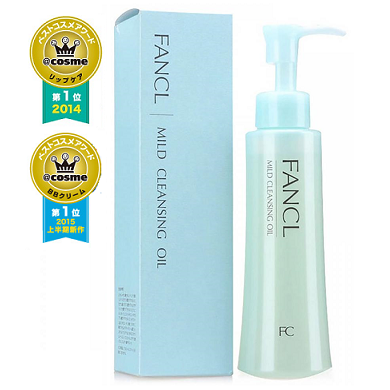 ベストコスメアワード
@cosme
リップケア
第1位
2014
ベストコスメアワード
@cosme
BBクリーム
第1位
2015
上半期新作
FANCL
MILD CLEANSING OIL
FANCL
MILD CLEANSING OIL
FC